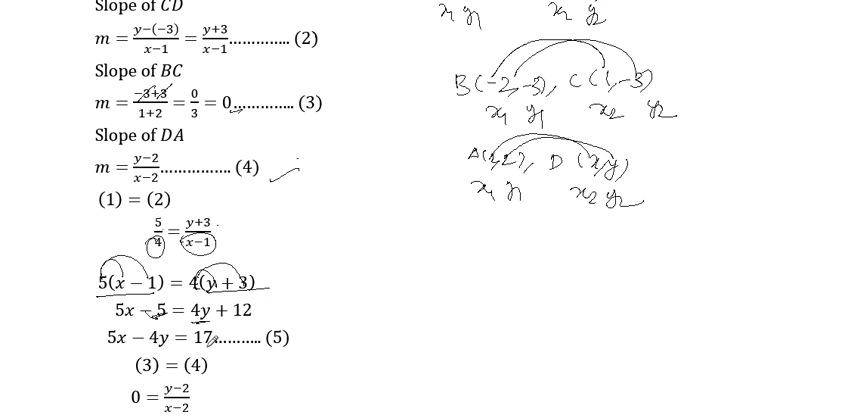 Slope of CD
m = y−(−3)/x−1 = y+3/x−1.............. (2)
Slope of BC
m = −3+3/1+2 = 0/3 = 0.............. (3)
Slope of DA
m = y−2/x−2................ (4)
(1) = (2)
5/4 = y+3/x−1
5(x − 1) = 4(y + 3)
5x − 5 = 4y + 12
5x − 4y = 17........... (5)
(3) = (4)
0 = y−2/x−2
x₁ y₁ x₂ y₂
B(−2,−3), C(1,−3)
x₁ y₁ x₂ y₂
A(2,2), D(x,y)
x₁ y₁ x₂ y₂